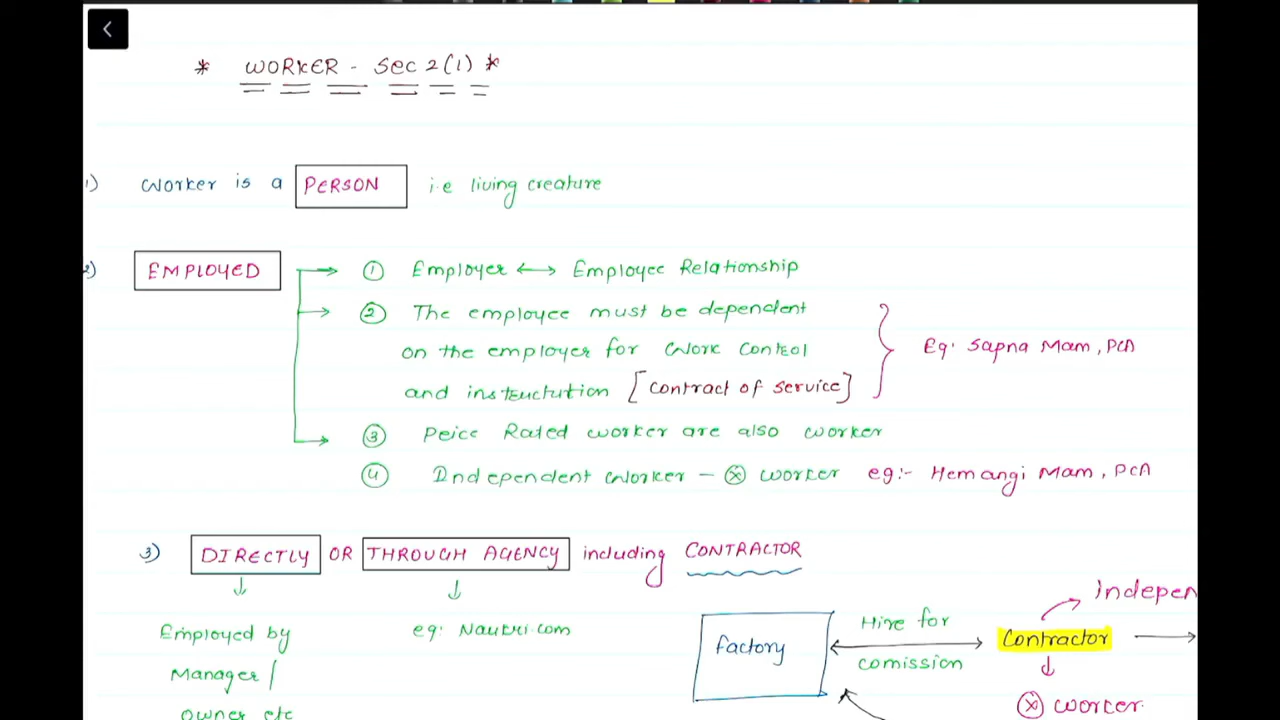 * WORKER - Sec 2(1) *
1) Worker is a PERSON i.e living creature
2) EMPLOYED
① Employer ↔ Employee Relationship
② The employee must be dependent
on the employer for Work Control
and instructution [Contract of Service]
Eg: Sapna Mam, PCA
③ Peice Rated worker are also worker
④ Independent Worker - ⓧ worker eg:- Hemangi Mam, PCA
3) DIRECTLY OR THROUGH AGENCY including CONTRACTOR
Employed by
Manager /
owner etc
eg: Naukri.com
factory
Hire for
comission
Contractor
indepen
ⓧ worker.